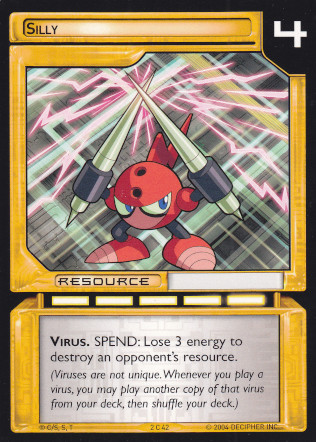 SILLY
4
RESOURCE
VIRUS. SPEND: Lose 3 energy to
destroy an opponent's resource.
(Viruses are not unique. Whenever you play a
virus, you may play another copy of that virus
from your deck, then shuffle your deck.)
© C/S, S, T 2 C 42 © 2004 DECIPHER INC.